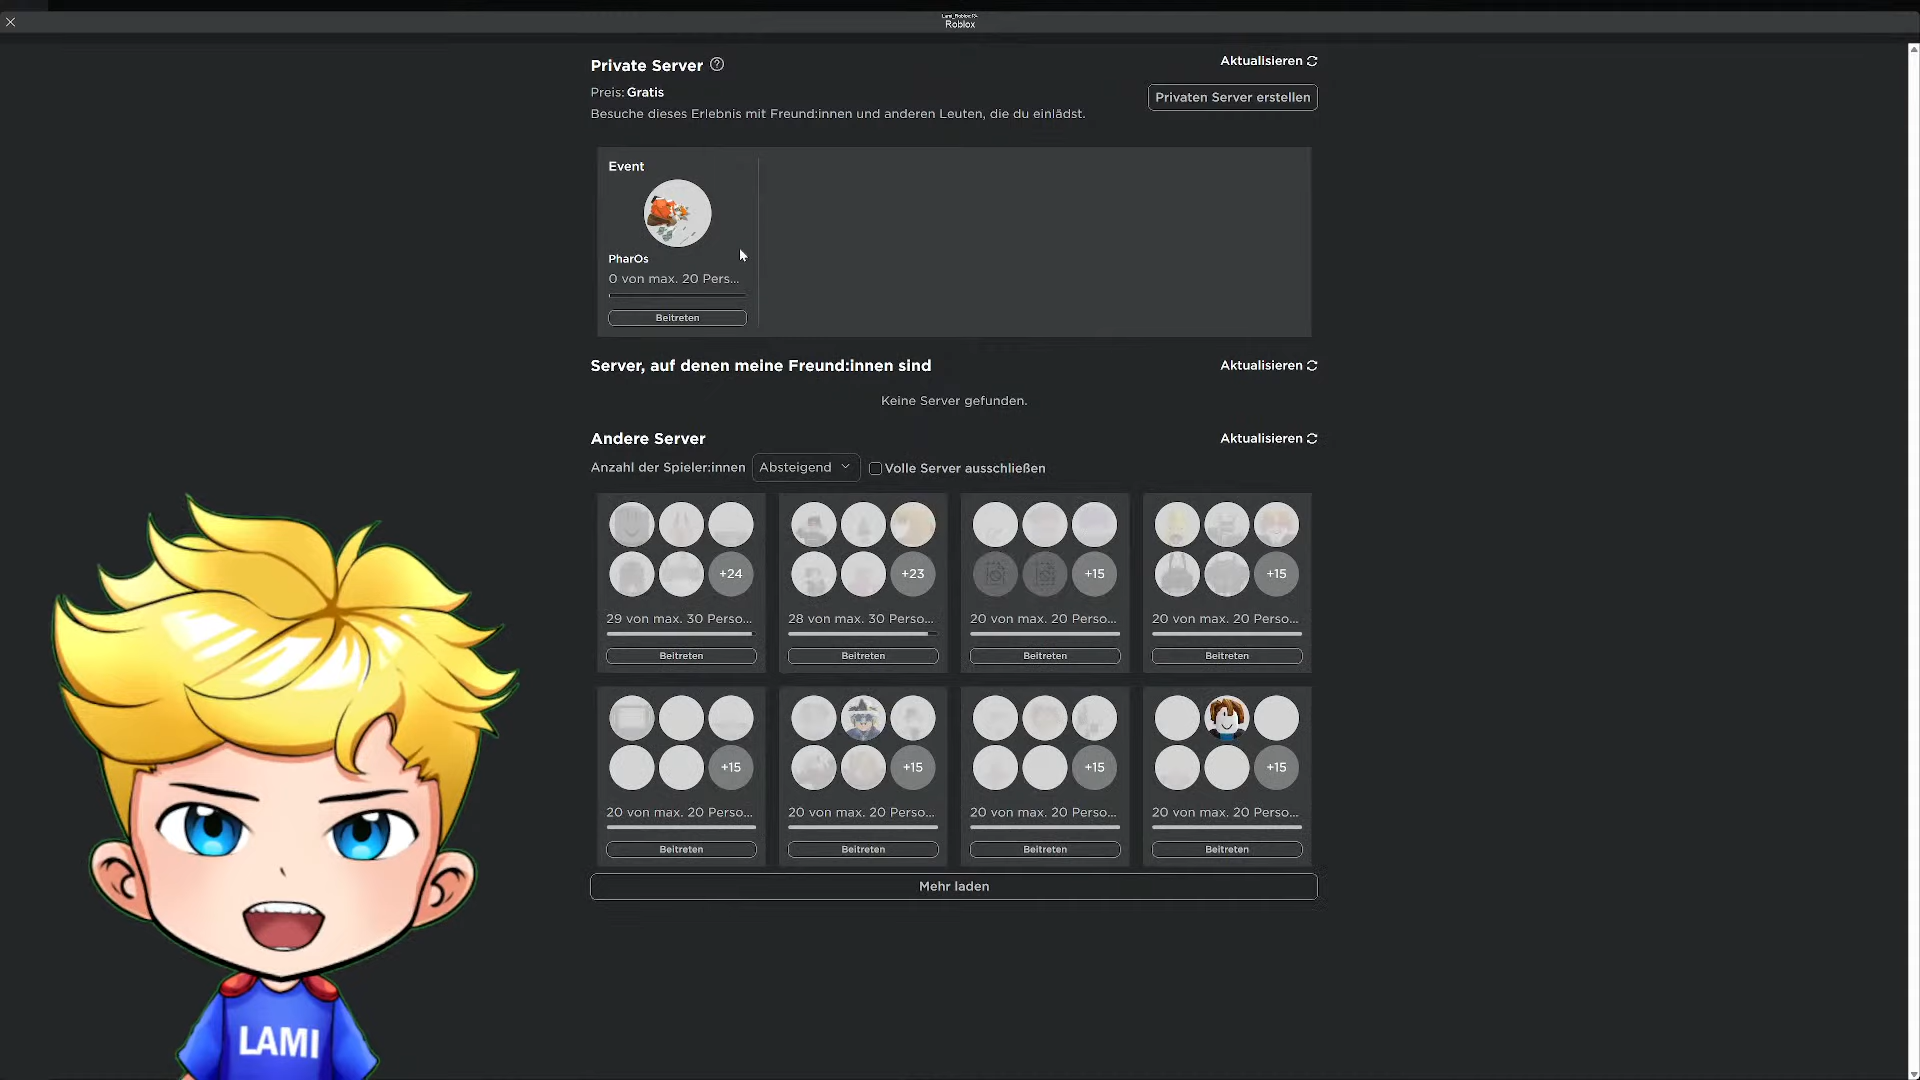 Roblox
Private Server
Aktualisieren
Preis: Gratis
Privaten Server erstellen
Besuche dieses Erlebnis mit Freund:innen und anderen Leuten, die du einlädst.
Event
PharOs
0 von max. 20 Pers...
Beitreten
Server, auf denen meine Freund:innen sind
Aktualisieren
Keine Server gefunden.
Andere Server
Aktualisieren
Anzahl der Spieler:innen
Absteigend
Volle Server ausschließen
+24
+23
+15
+15
29 von max. 30 Perso...
28 von max. 30 Perso...
20 von max. 20 Perso...
20 von max. 20 Perso...
Beitreten
Beitreten
Beitreten
Beitreten
+15
+15
+15
+15
20 von max. 20 Perso...
20 von max. 20 Perso...
20 von max. 20 Perso...
20 von max. 20 Perso...
Beitreten
Beitreten
Beitreten
Beitreten
Mehr laden
LAMI